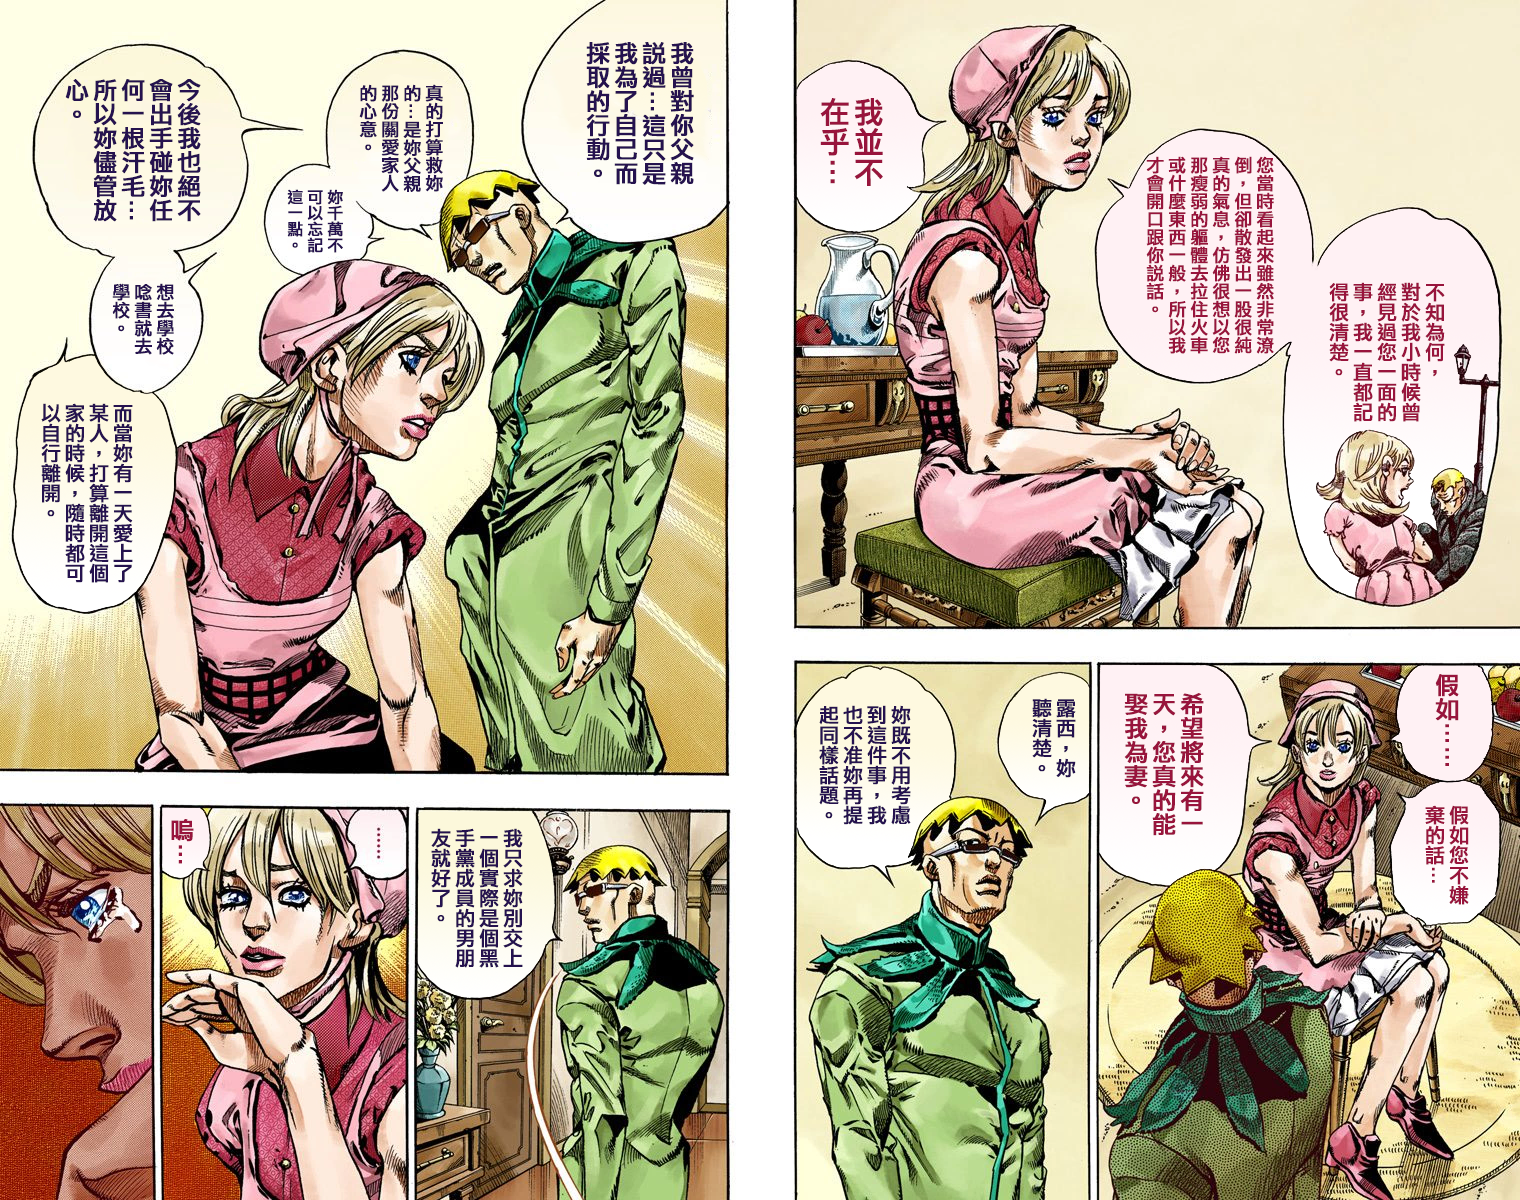 我並不
在乎…
您當時看起來雖然非常潦
倒，但卻散發出一股很純
真的氣息，仿佛很想以您
那瘦弱的軀體去拉住火車
或什麼東西一般，所以我
才會開口跟你說話。
不知為何，
對於我小時候曾
經見過您一面的
事，我一直都記
得很清楚。
假如……
假如您不嫌
棄的話…
希望將來有一
天，您真的能
娶我為妻。
露西，妳
聽清楚。
妳既不用考慮
到這件事，我
也不准妳再提
起同樣話題。
我曾對你父親
説過…這只是
我為了自己而
採取的行動。
真的打算救妳
的…是妳父親
那份關愛家人
的心意。
妳千萬不
可以忘記
這一點。
今後我也絕不
會出手碰妳任
何一根汗毛…
所以妳儘管放
心。
想去學校
唸書就去
學校。
而當妳有一天愛上了
某人，打算離開這個
家的時候，隨時都可
以自行離開。
我只求妳別交上
一個實際是個黑
手黨成員的男朋
友就好了。
……
嗚…